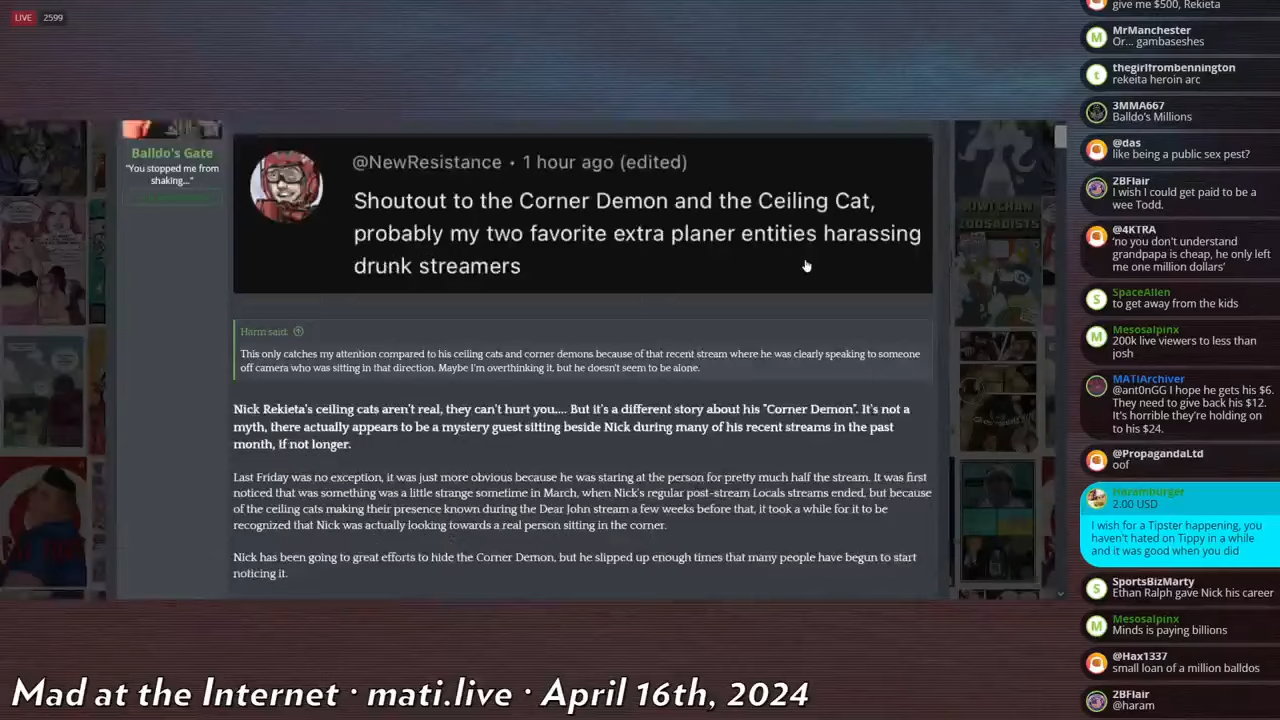 LIVE 2599
Balldo's Gate
"You stopped me from
shaking..."
@NewResistance • 1 hour ago (edited)
Shoutout to the Corner Demon and the Ceiling Cat,
probably my two favorite extra planer entities harassing
drunk streamers
Harm said:
This only catches my attention compared to his ceiling cats and corner demons because of that recent stream where he was clearly speaking to someone
off camera who was sitting in that direction. Maybe I'm overthinking it, but he doesn't seem to be alone.
Nick Rekieta's ceiling cats aren't real, they can't hurt you.... But it's a different story about his "Corner Demon". It's not a
myth, there actually appears to be a mystery guest sitting beside Nick during many of his recent streams in the past
month, if not longer.
Last Friday was no exception, it was just more obvious because he was staring at the person for pretty much half the stream. It was first
noticed that was something was a little strange sometime in March, when Nick's regular post-stream Locals streams ended, but because
of the ceiling cats making their presence known during the Dear John stream a few weeks before that, it took a while for it to be
recognized that Nick was actually looking towards a real person sitting in the corner.
Nick has been going to great efforts to hide the Corner Demon, but he slipped up enough times that many people have begun to start
noticing it.
give me $500, Rekieta
MrManchester
Or... gambaseshes
thegirlfrombennington
rekeita heroin arc
3MMA667
Balldo's Millions
@das
like being a public sex pest?
2BFlair
I wish I could get paid to be a
wee Todd.
@4KTRA
'no you don't understand
grandpapa is cheap, he only left
me one million dollars'
SpaceAllen
to get away from the kids
Mesosalpinx
200k live viewers to less than
josh
MATIArchiver
@ant0nGG I hope he gets his $6.
They need to give back his $12.
It's horrible they're holding on
to his $24.
@PropagandaLtd
oof
Haramburger
2.00 USD
I wish for a Tipster happening, you
haven't hated on Tippy in a while
and it was good when you did
SportsBizMarty
Ethan Ralph gave Nick his career
Mesosalpinx
Minds is paying billions
@Hax1337
small loan of a million balldos
2BFlair
@haram
Mad at the Internet · mati.live · April 16th, 2024